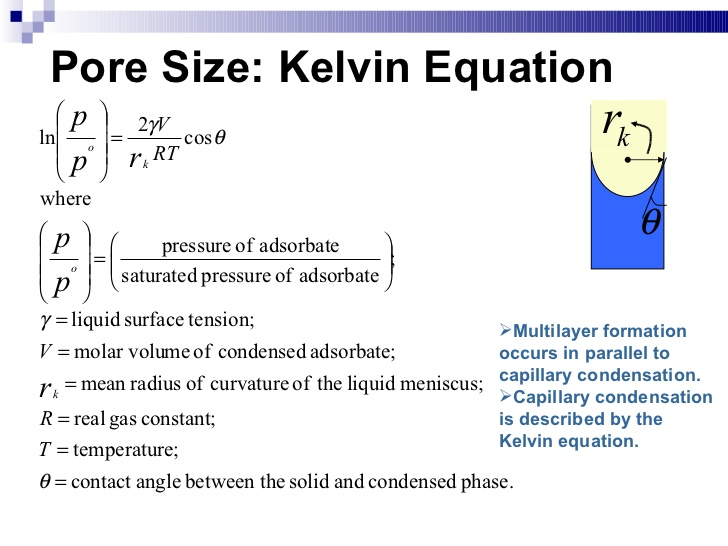 Pore Size: Kelvin Equation
ln(p/p°) = 2γV/r_k RT cosθ
where
(p/p°) = (pressure of adsorbate/saturated pressure of adsorbate);
γ = liquid surface tension;
V = molar volume of condensed adsorbate;
r_k = mean radius of curvature of the liquid meniscus;
R = real gas constant;
T = temperature;
θ = contact angle between the solid and condensed phase.
r_k
θ
➢Multilayer formation
occurs in parallel to
capillary condensation.
➢Capillary condensation
is described by the
Kelvin equation.